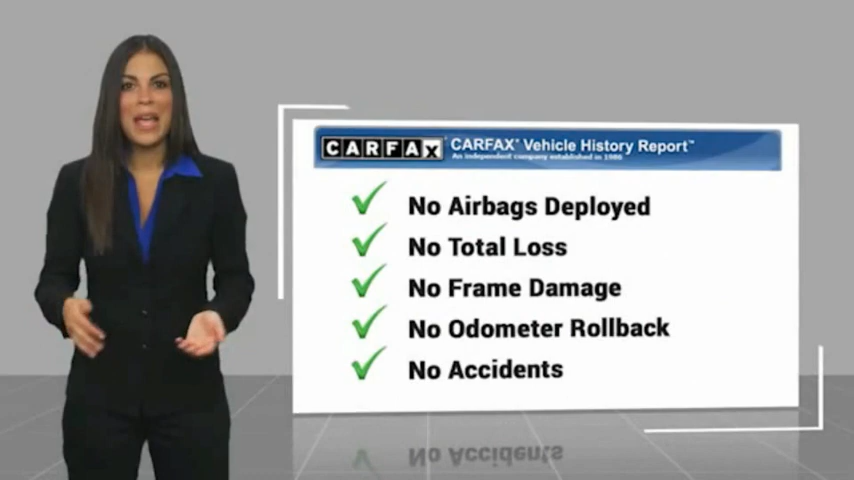 CARFAX CARFAX® Vehicle History Report™
An independent company established in 1986
No Airbags Deployed
No Total Loss
No Frame Damage
No Odometer Rollback
No Accidents
No Accidents